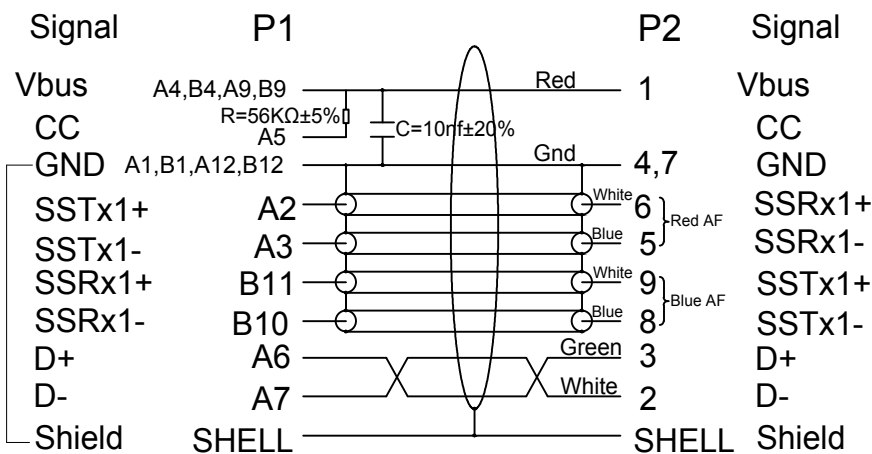 Signal P1 P2 Signal
Vbus A4,B4,A9,B9 Red 1 Vbus
R=56KΩ±5%
CC A5 C=10nf±20% CC
GND A1,B1,A12,B12 Gnd 4,7 GND
SSTx1+ A2 White 6 SSRx1+
Red AF
SSTx1- A3 Blue 5 SSRx1-
SSRx1+ B11 White 9 SSTx1+
Blue AF
SSRx1- B10 Blue 8 SSTx1-
D+ A6 Green 3 D+
D- A7 White 2 D-
Shield SHELL SHELL Shield